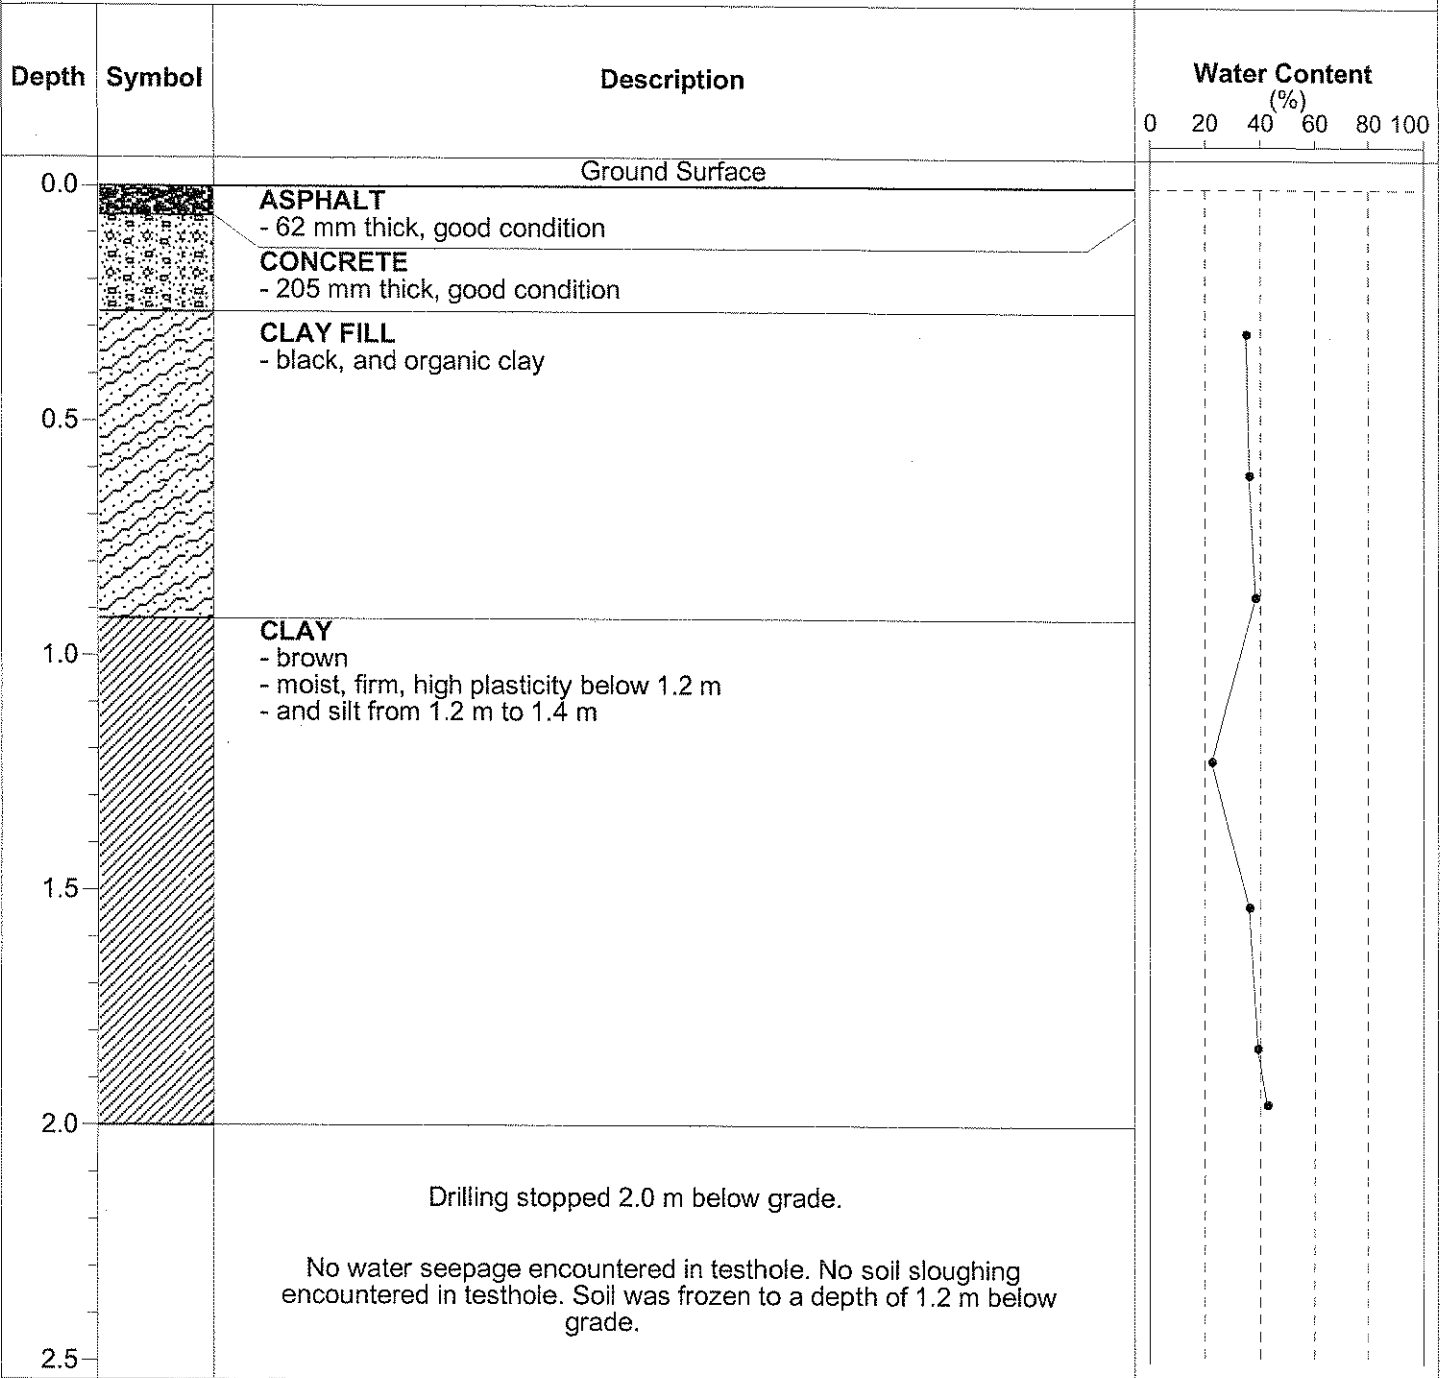 Depth Symbol Description Water Content
(%)
0 20 40 60 80 100
Ground Surface
0.0
ASPHALT
- 62 mm thick, good condition
CONCRETE
- 205 mm thick, good condition
CLAY FILL
- black, and organic clay
0.5
CLAY
1.0
- brown
- moist, firm, high plasticity below 1.2 m
- and silt from 1.2 m to 1.4 m
1.5
2.0
Drilling stopped 2.0 m below grade.
No water seepage encountered in testhole. No soil sloughing
encountered in testhole. Soil was frozen to a depth of 1.2 m below
grade.
2.5